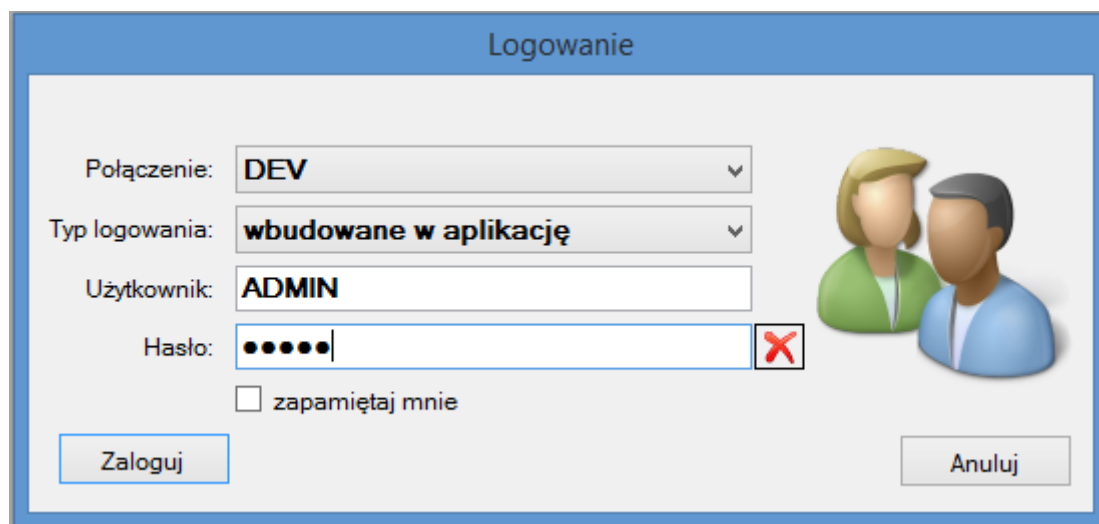 Logowanie
Połączenie: DEV
Typ logowania: wbudowane w aplikację
Użytkownik: ADMIN
Hasło: ●●●●●
zapamiętaj mnie
Zaloguj Anuluj